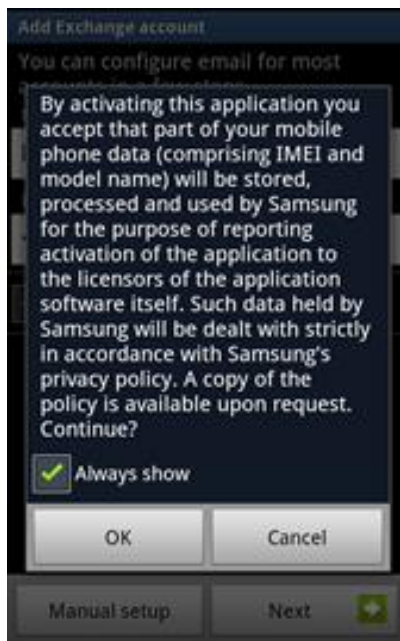 Add Exchange account
You can configure email for most
By activating this application you
accept that part of your mobile
phone data (comprising IMEI and
model name) will be stored,
processed and used by Samsung
for the purpose of reporting
activation of the application to
the licensors of the application
software itself. Such data held by
Samsung will be dealt with strictly
in accordance with Samsung's
privacy policy. A copy of the
policy is available upon request.
Continue?
Always show
OK Cancel
Manual setup Next